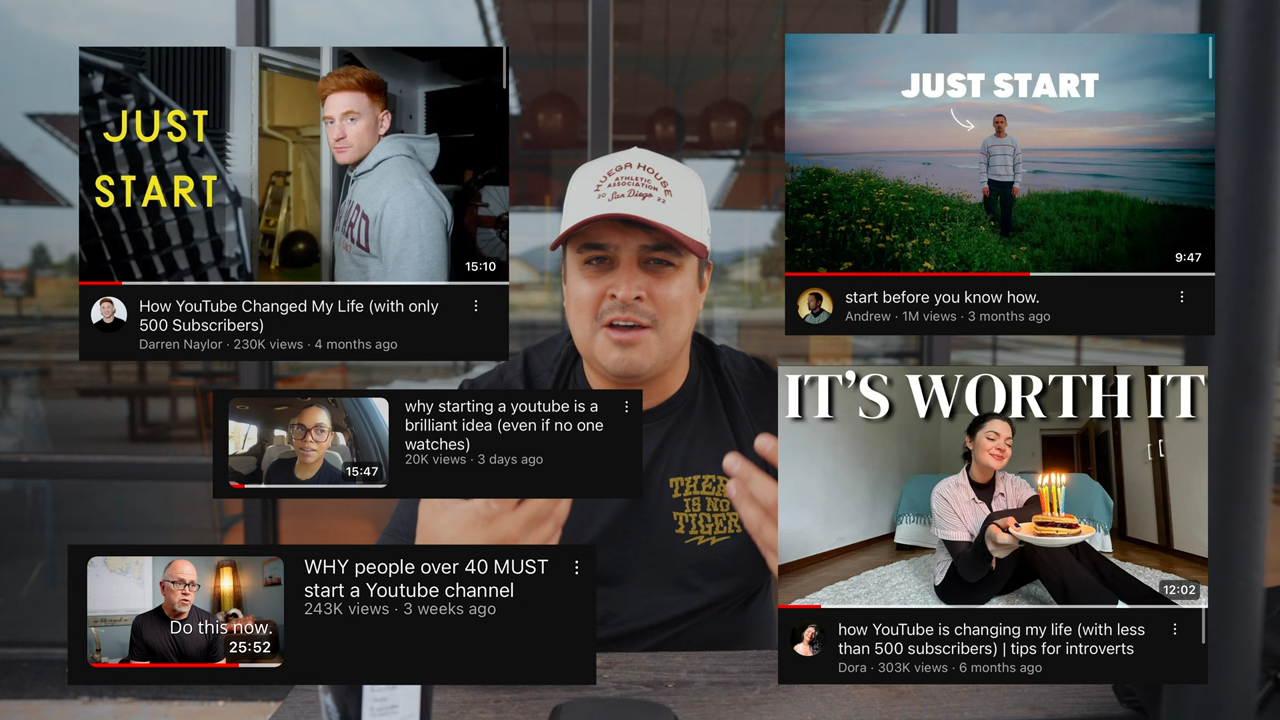 JUST
START
15:10
How YouTube Changed My Life (with only
500 Subscribers)
Darren Naylor · 230K views · 4 months ago
JUST START
9:47
start before you know how.
Andrew · 1M views · 3 months ago
HUEGA HOUSE
ATHLETIC
ASSOCIATION
20 22
San Diego
why starting a youtube is a
brilliant idea (even if no one
watches)
20K views · 3 days ago
15:47
THERE
IS NO
TIGER
IT'S WORTH IT
12:02
how YouTube is changing my life (with less
than 500 subscribers) | tips for introverts
Dora · 303K views · 6 months ago
WHY people over 40 MUST
start a Youtube channel
243K views · 3 weeks ago
Do this now.
25:52